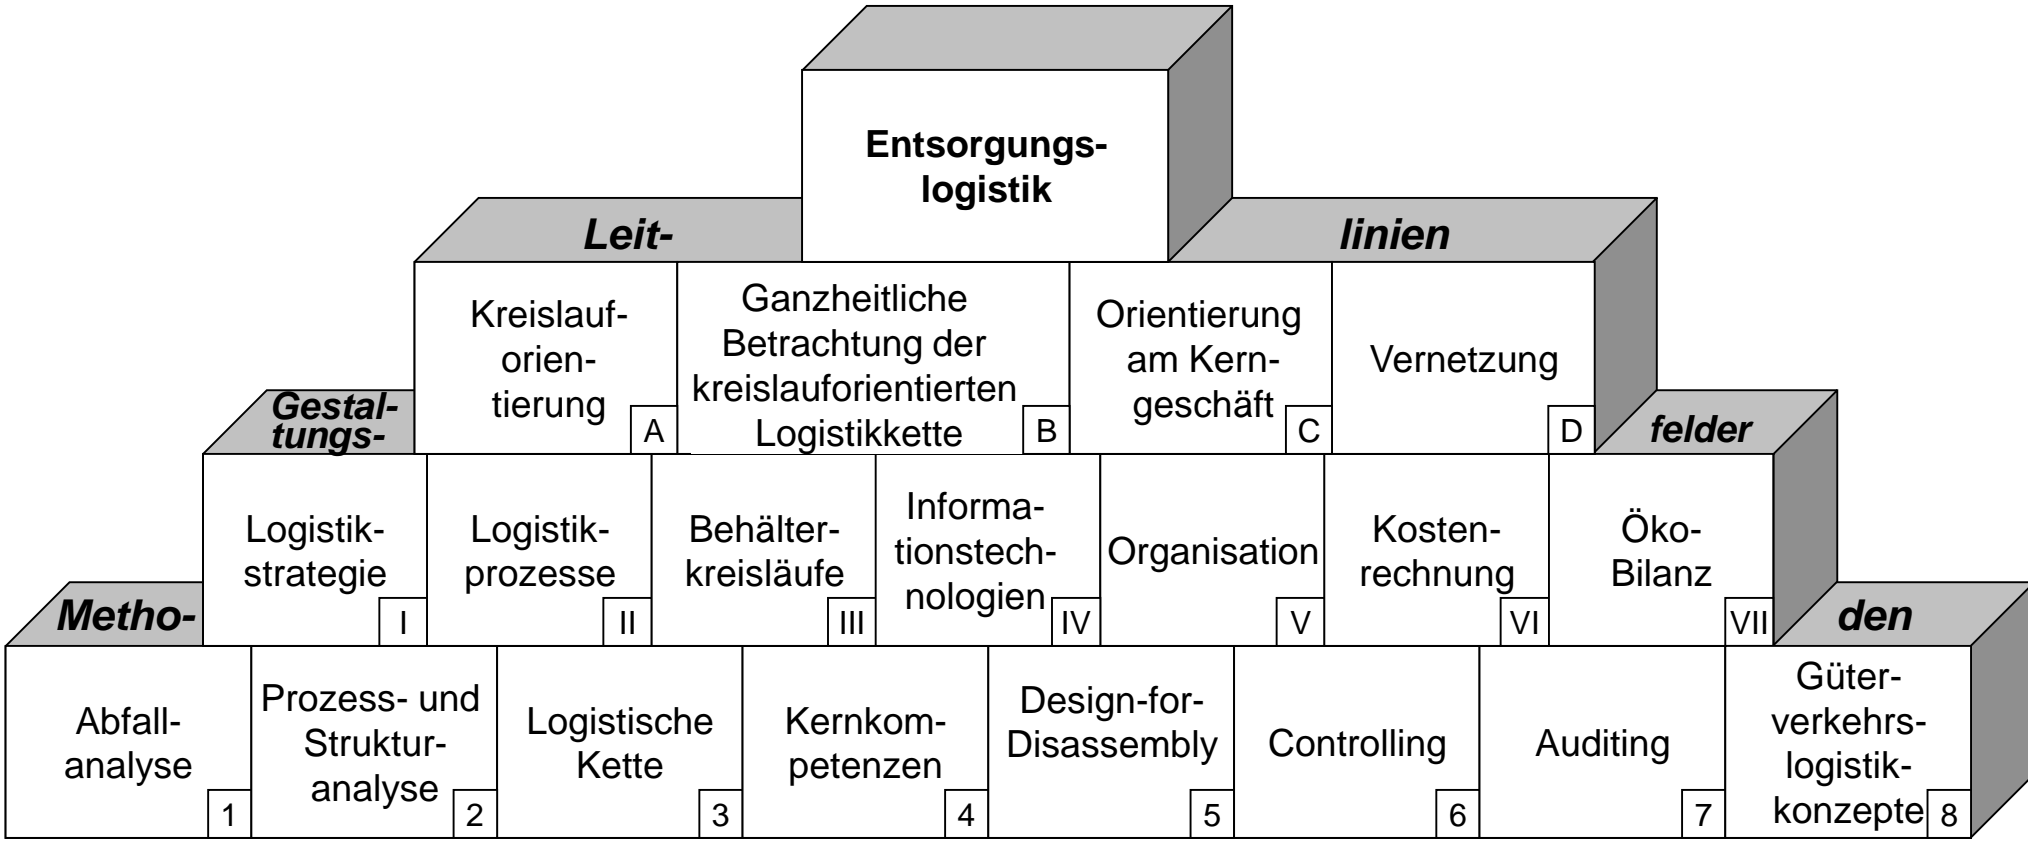 Entsorgungs-
logistik
Leit-
linien
Kreislauf-
orien-
tierung
A
Ganzheitliche
Betrachtung der
kreislauforientierten
Logistikkette
B
Orientierung
am Kern-
geschäft
C
Vernetzung
D
Gestal-
tungs-
felder
Logistik-
strategie
I
Logistik-
prozesse
II
Behälter-
kreisläufe
III
Informa-
tionstech-
nologien
IV
Organisation
V
Kosten-
rechnung
VI
Öko-
Bilanz
VII
Metho-
den
Abfall-
analyse
1
Prozess- und
Struktur-
analyse
2
Logistische
Kette
3
Kernkom-
petenzen
4
Design-for-
Disassembly
5
Controlling
6
Auditing
7
Güter-
verkehrs-
logistik-
konzepte
8